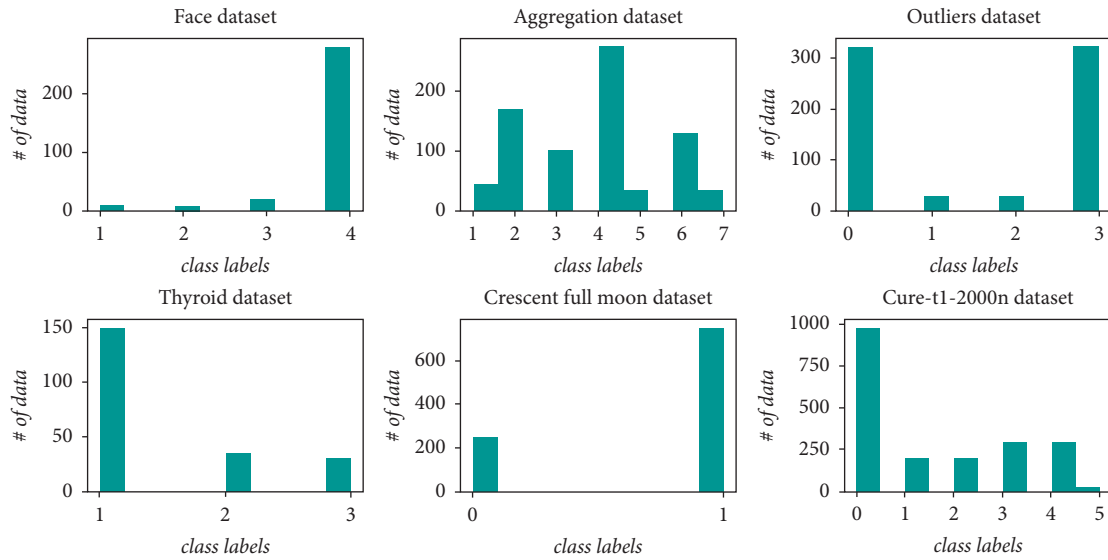 Face dataset
# of data
200
100
0
1 2 3 4
class labels
Aggregation dataset
# of data
200
100
0
1 2 3 4 5 6 7
class labels
Outliers dataset
# of data
300
200
100
0
0 1 2 3
class labels
Thyroid dataset
# of data
150
100
50
0
1 2 3
class labels
Crescent full moon dataset
# of data
600
400
200
0
0 1
class labels
Cure-t1-2000n dataset
# of data
1000
750
500
250
0
0 1 2 3 4 5
class labels